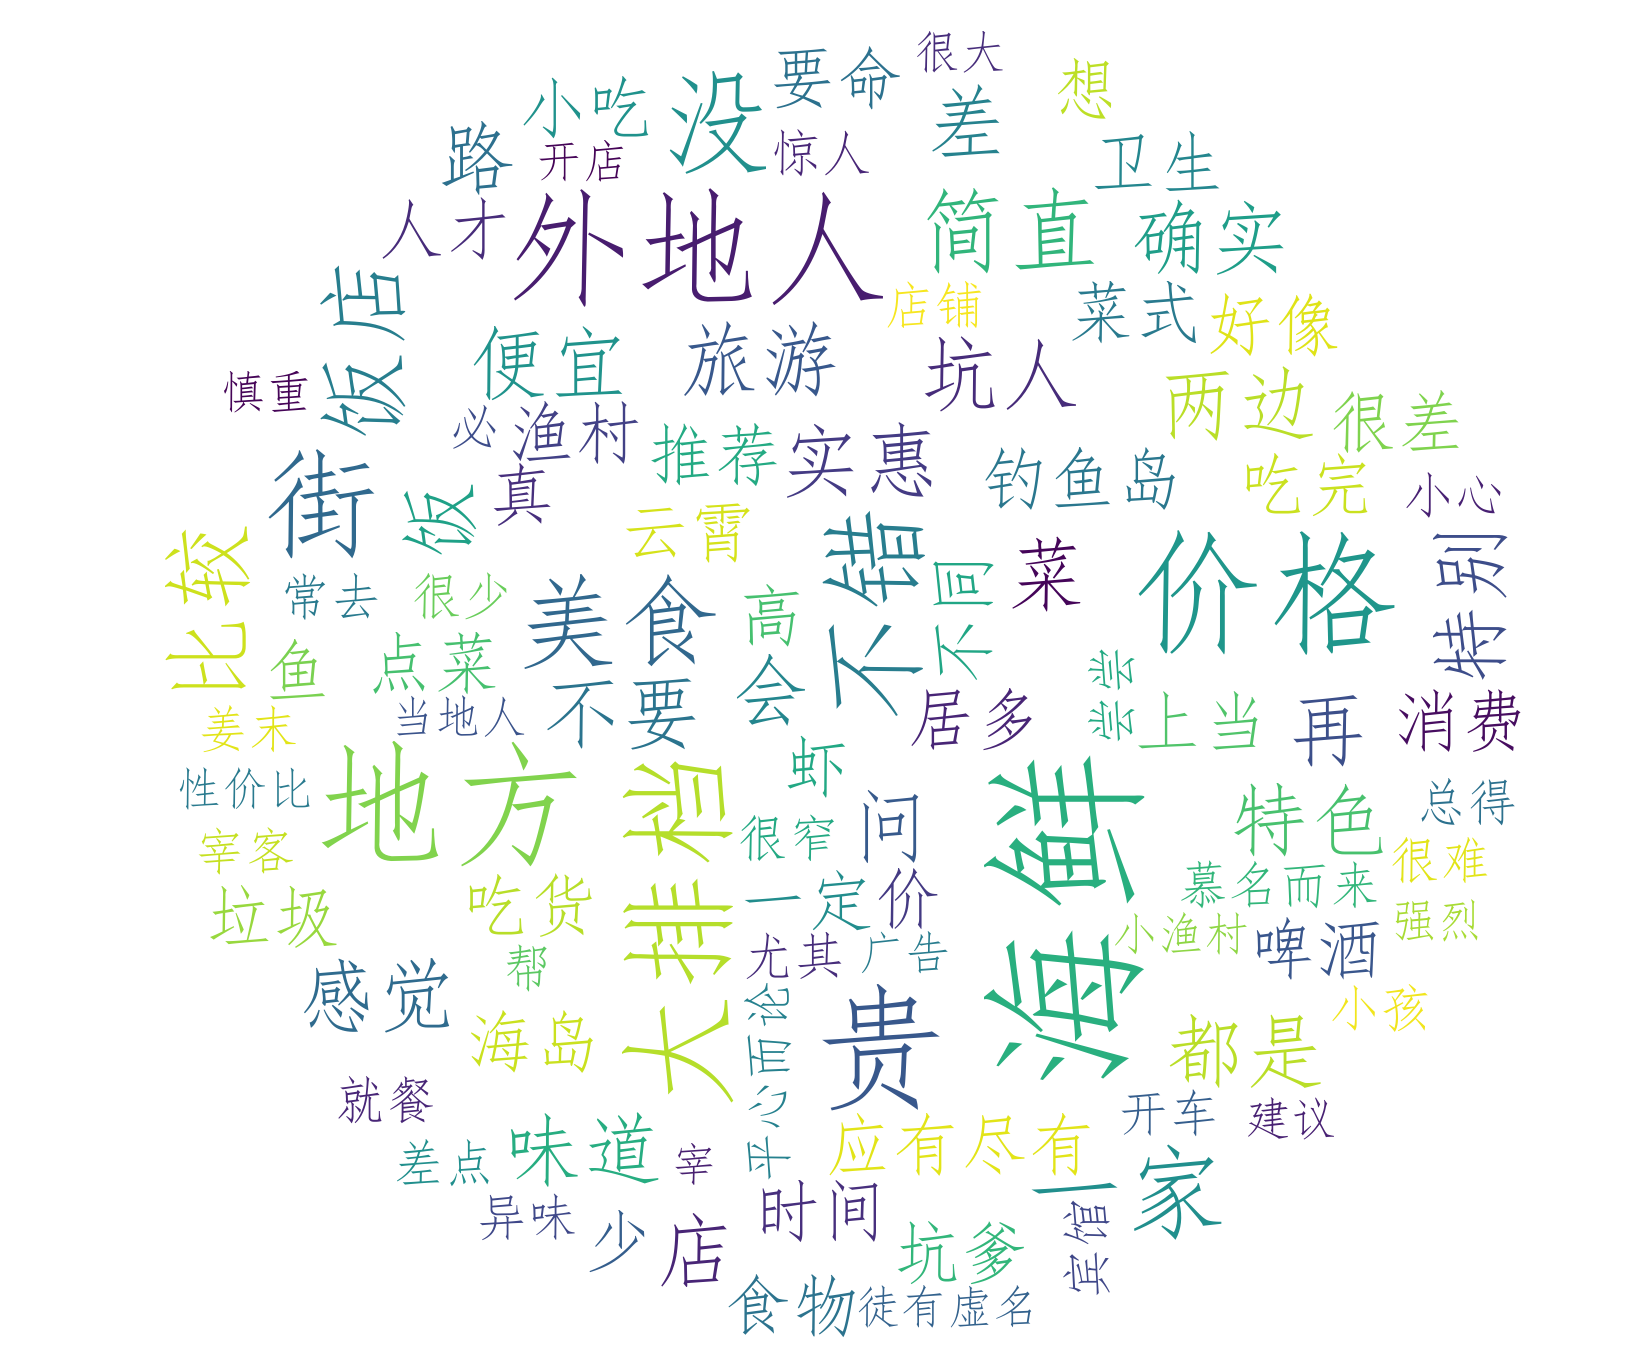 很大
要命
想
小吃
没
差
路
开店
惊人
卫生
人才
外地人
简直
确实
饭店
店铺
菜式
好像
便宜
旅游
坑人
慎重
两边
很差
必
渔村
推荐
实惠
钓鱼岛
吃完
小心
街
饭
真
云霄
不错
不同
菜
价格
特别
比较
常去
很少
美食
高
鱼
点菜
不要
会
尝尝
姜末
当地人
居多
上当
再
消费
性价比
地方
大排档
虾
问
海鲜
特色
总得
宰客
很窄
很难
垃圾
吃货
一定
价
慕名而来
强烈
小渔村
啤酒
感觉
帮
尤其
广告
海岛
平心而论
贵
都是
小孩
就餐
差点
味道
宰
应有尽有
开车
建议
一家
异味
少
店
时间
坑爹
宾馆
食物
徒有虚名